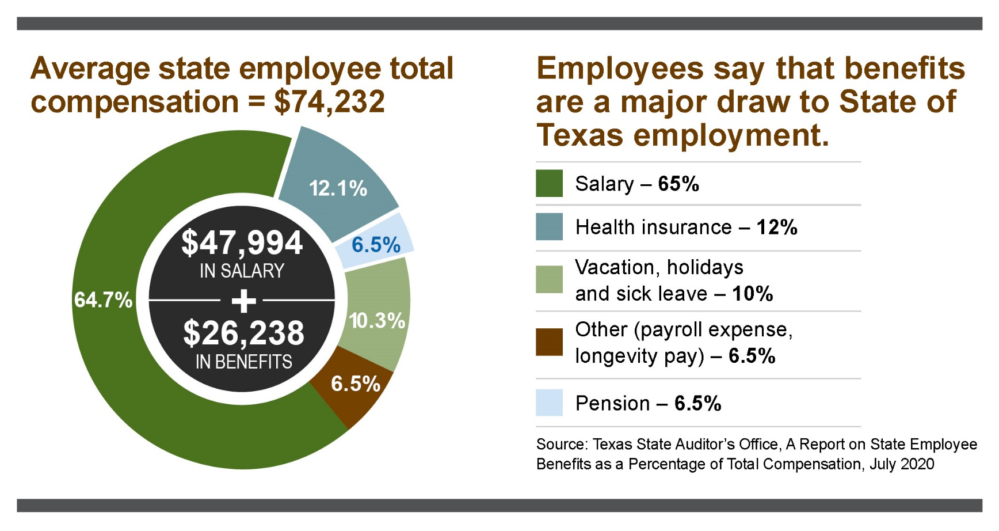 Average state employee total
compensation = $74,232
12.1%
6.5%
10.3%
6.5%
64.7%
$47,994
IN SALARY
+
$26,238
IN BENEFITS
Employees say that benefits
are a major draw to State of
Texas employment.
Salary – 65%
Health insurance – 12%
Vacation, holidays
and sick leave – 10%
Other (payroll expense,
longevity pay) – 6.5%
Pension – 6.5%
Source: Texas State Auditor’s Office, A Report on State Employee
Benefits as a Percentage of Total Compensation, July 2020